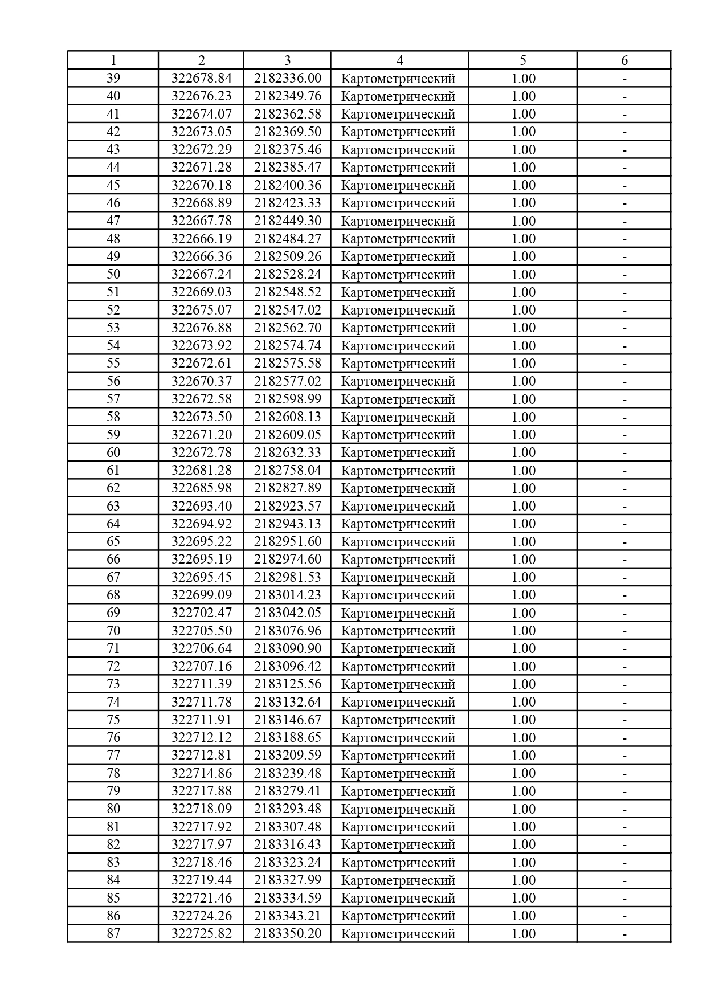 1 2 3 4 5 6
39 322678.84 2182336.00 Картометрический 1.00 -
40 322676.23 2182349.76 Картометрический 1.00 -
41 322674.07 2182362.58 Картометрический 1.00 -
42 322673.05 2182369.50 Картометрический 1.00 -
43 322672.29 2182375.46 Картометрический 1.00 -
44 322671.28 2182385.47 Картометрический 1.00 -
45 322670.18 2182400.36 Картометрический 1.00 -
46 322668.89 2182423.33 Картометрический 1.00 -
47 322667.78 2182449.30 Картометрический 1.00 -
48 322666.19 2182484.27 Картометрический 1.00 -
49 322666.36 2182509.26 Картометрический 1.00 -
50 322667.24 2182528.24 Картометрический 1.00 -
51 322669.03 2182548.52 Картометрический 1.00 -
52 322675.07 2182547.02 Картометрический 1.00 -
53 322676.88 2182562.70 Картометрический 1.00 -
54 322673.92 2182574.74 Картометрический 1.00 -
55 322672.61 2182575.58 Картометрический 1.00 -
56 322670.37 2182577.02 Картометрический 1.00 -
57 322672.58 2182598.99 Картометрический 1.00 -
58 322673.50 2182608.13 Картометрический 1.00 -
59 322671.20 2182609.05 Картометрический 1.00 -
60 322672.78 2182632.33 Картометрический 1.00 -
61 322681.28 2182758.04 Картометрический 1.00 -
62 322685.98 2182827.89 Картометрический 1.00 -
63 322693.40 2182923.57 Картометрический 1.00 -
64 322694.92 2182943.13 Картометрический 1.00 -
65 322695.22 2182951.60 Картометрический 1.00 -
66 322695.19 2182974.60 Картометрический 1.00 -
67 322695.45 2182981.53 Картометрический 1.00 -
68 322699.09 2183014.23 Картометрический 1.00 -
69 322702.47 2183042.05 Картометрический 1.00 -
70 322705.50 2183076.96 Картометрический 1.00 -
71 322706.64 2183090.90 Картометрический 1.00 -
72 322707.16 2183096.42 Картометрический 1.00 -
73 322711.39 2183125.56 Картометрический 1.00 -
74 322711.78 2183132.64 Картометрический 1.00 -
75 322711.91 2183146.67 Картометрический 1.00 -
76 322712.12 2183188.65 Картометрический 1.00 -
77 322712.81 2183209.59 Картометрический 1.00 -
78 322714.86 2183239.48 Картометрический 1.00 -
79 322717.88 2183279.41 Картометрический 1.00 -
80 322718.09 2183293.48 Картометрический 1.00 -
81 322717.92 2183307.48 Картометрический 1.00 -
82 322717.97 2183316.43 Картометрический 1.00 -
83 322718.46 2183323.24 Картометрический 1.00 -
84 322719.44 2183327.99 Картометрический 1.00 -
85 322721.46 2183334.59 Картометрический 1.00 -
86 322724.26 2183343.21 Картометрический 1.00 -
87 322725.82 2183350.20 Картометрический 1.00 -